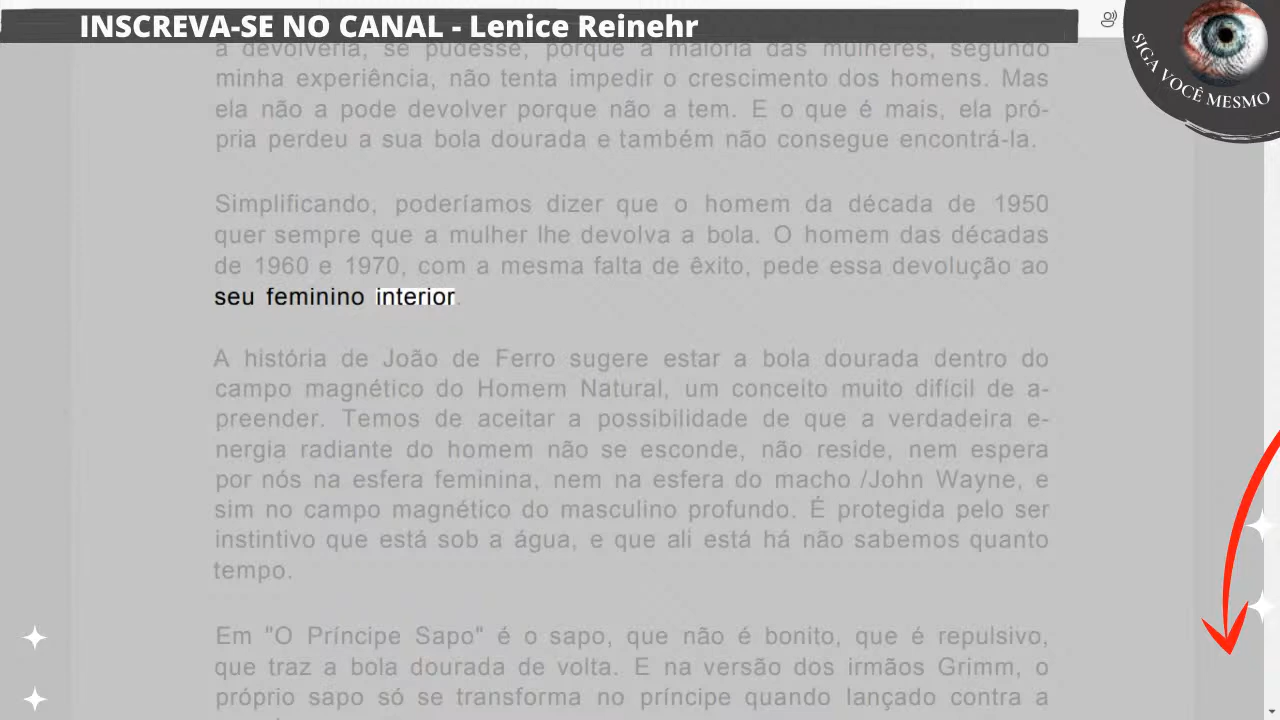 INSCREVA-SE NO CANAL - Lenice Reinehr
SIGA VOCÊ MESMO
a devolveria, se pudesse, porque a maioria das mulheres, segundo
minha experiência, não tenta impedir o crescimento dos homens. Mas
ela não a pode devolver porque não a tem. E o que é mais, ela pró-
pria perdeu a sua bola dourada e também não consegue encontrá-la.
Simplificando, poderíamos dizer que o homem da década de 1950
quer sempre que a mulher lhe devolva a bola. O homem das décadas
de 1960 e 1970, com a mesma falta de êxito, pede essa devolução ao
seu feminino interior.
A história de João de Ferro sugere estar a bola dourada dentro do
campo magnético do Homem Natural, um conceito muito difícil de a-
preender. Temos de aceitar a possibilidade de que a verdadeira e-
nergia radiante do homem não se esconde, não reside, nem espera
por nós na esfera feminina, nem na esfera do macho /John Wayne, e
sim no campo magnético do masculino profundo. É protegida pelo ser
instintivo que está sob a água, e que ali está há não sabemos quanto
tempo.
Em "O Príncipe Sapo" é o sapo, que não é bonito, que é repulsivo,
que traz a bola dourada de volta. E na versão dos irmãos Grimm, o
próprio sapo só se transforma no príncipe quando lançado contra a